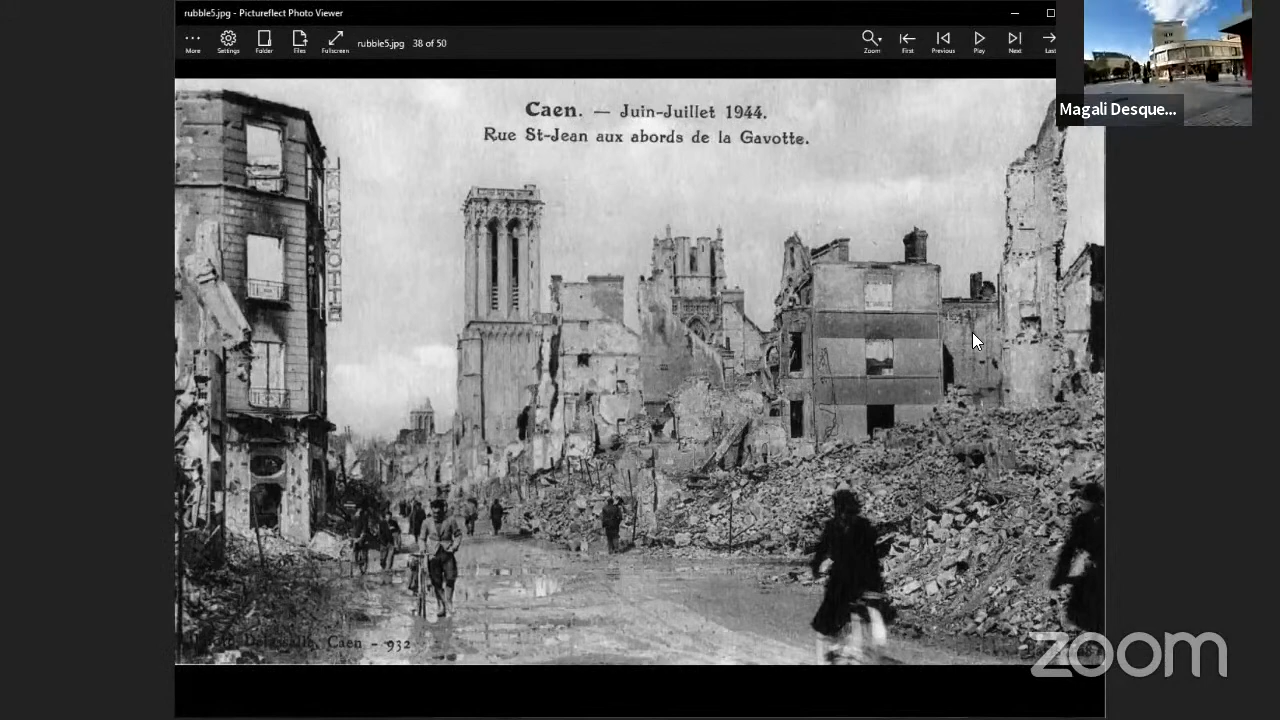 rubble5.jpg - Pictureflect Photo Viewer
More Settings Folder Files Fullscreen rubble5.jpg 38 of 50 Zoom First Previous Play Next Last
Magali Desque...
Caen. — Juin-Juillet 1944.
Rue St-Jean aux abords de la Gavotte.
Caen - 932
zoom